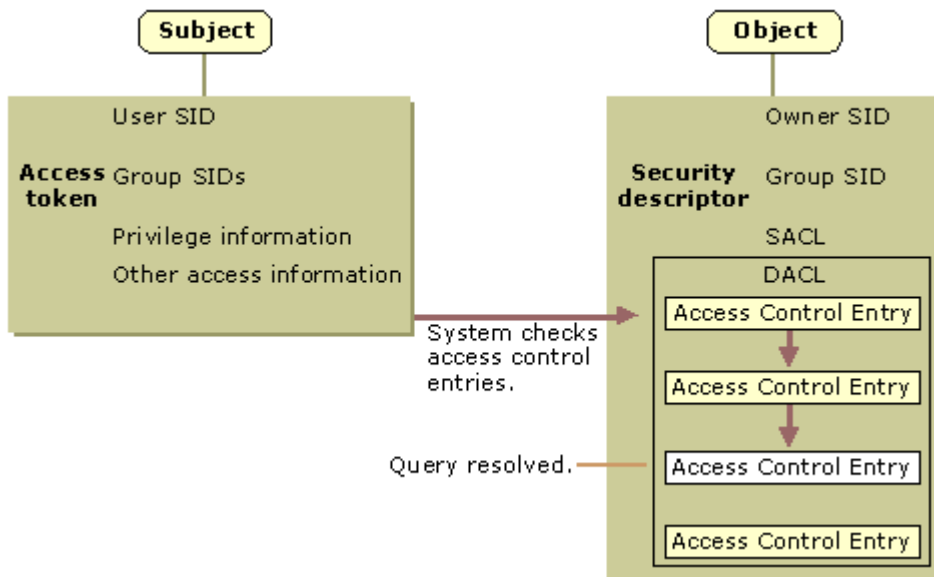 Subject
User SID
Access
token
Group SIDs
Privilege information
Other access information
System checks
access control
entries.
Query resolved.
Object
Owner SID
Security
descriptor
Group SID
SACL
DACL
Access Control Entry
Access Control Entry
Access Control Entry
Access Control Entry